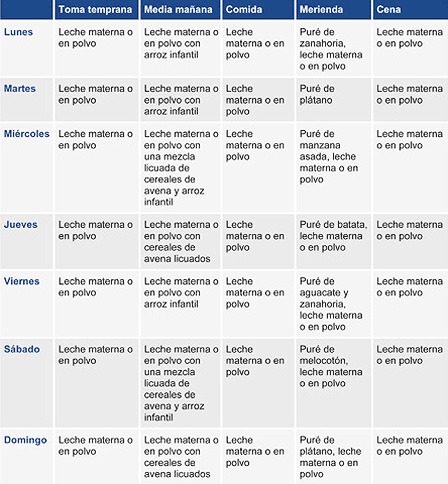 Toma temprana Media mañana Comida Merienda Cena
Lunes
Leche materna o
en polvo
Leche materna o
en polvo con
arroz infantil
Leche
materna o en
polvo
Puré de
zanahoria,
leche materna
o en polvo
Leche materna
o en polvo
Martes
Leche materna o
en polvo
Leche materna o
en polvo con
arroz infantil
Leche
materna o en
polvo
Puré de
plátano
Leche materna
o en polvo
Miércoles
Leche materna o
en polvo
Leche materna o
en polvo con
una mezcla
licuada de
cereales de
avena y arroz
infantil
Leche
materna o en
polvo
Puré de
manzana
asada, leche
materna o en
polvo
Leche materna
o en polvo
Jueves
Leche materna o
en polvo
Leche materna o
en polvo con
cereales de
avena licuados
Leche
materna o en
polvo
Puré de batata,
leche materna
o en polvo
Leche materna
o en polvo
Viernes
Leche materna o
en polvo
Leche materna o
en polvo con
arroz infantil
Leche
materna o en
polvo
Puré de
aguacate y
zanahoria,
leche materna
o en polvo
Leche materna
o en polvo
Sábado
Leche materna o
en polvo
Leche materna o
en polvo con
una mezcla
licuada de
cereales de
avena y arroz
infantil
Leche
materna o en
polvo
Puré de
melocotón,
leche materna
o en polvo
Leche materna
o en polvo
Domingo
Leche materna o
en polvo
Leche materna o
en polvo con
cereales de
avena licuados
Leche
materna o en
polvo
Puré de
plátano, leche
materna o en
polvo
Leche materna
o en polvo